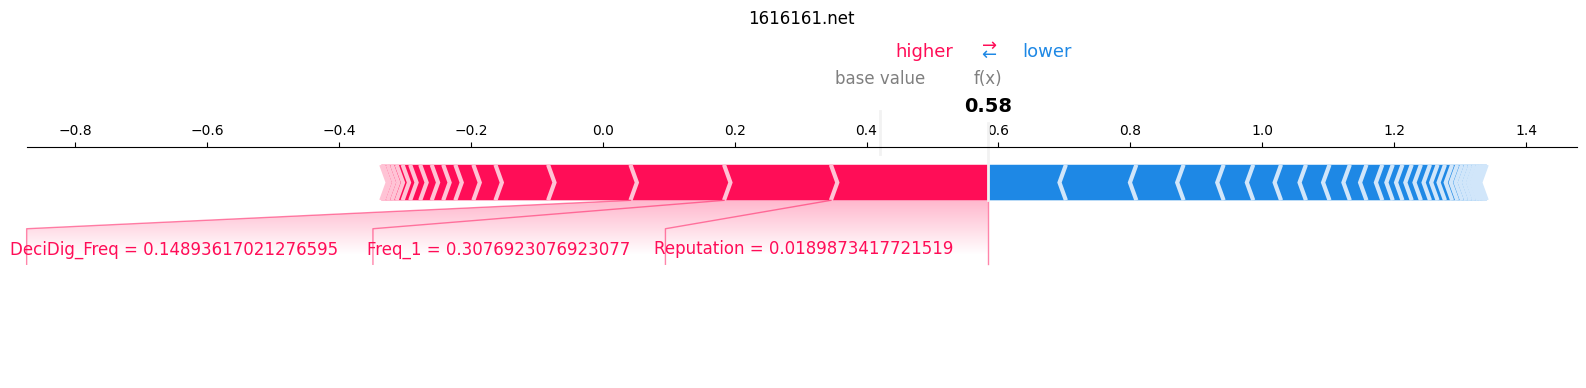 1616161.net
higher ⇄ lower
base value f(x)
0.58
−0.8 −0.6 −0.4 −0.2 0.0 0.2 0.4 0.6 0.8 1.0 1.2 1.4
DeciDig_Freq = 0.14893617021276595 Freq_1 = 0.3076923076923077 Reputation = 0.0189873417721519